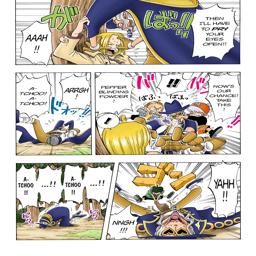 THEN
I'LL HAVE
TO PRY
YOUR
EYES
OPEN!!
AAAH
!!
NOW'S
OUR
CHANCE!
TAKE
THIS
!
PEPPER
BLINDING
POWDER
ARRGH
A-
TCHOO!
A-
TCHOO!
YAHH
!!
NNGH
!!!
...!!
A-
TCHOO
!!
...!!
A-
TCHOO
!!